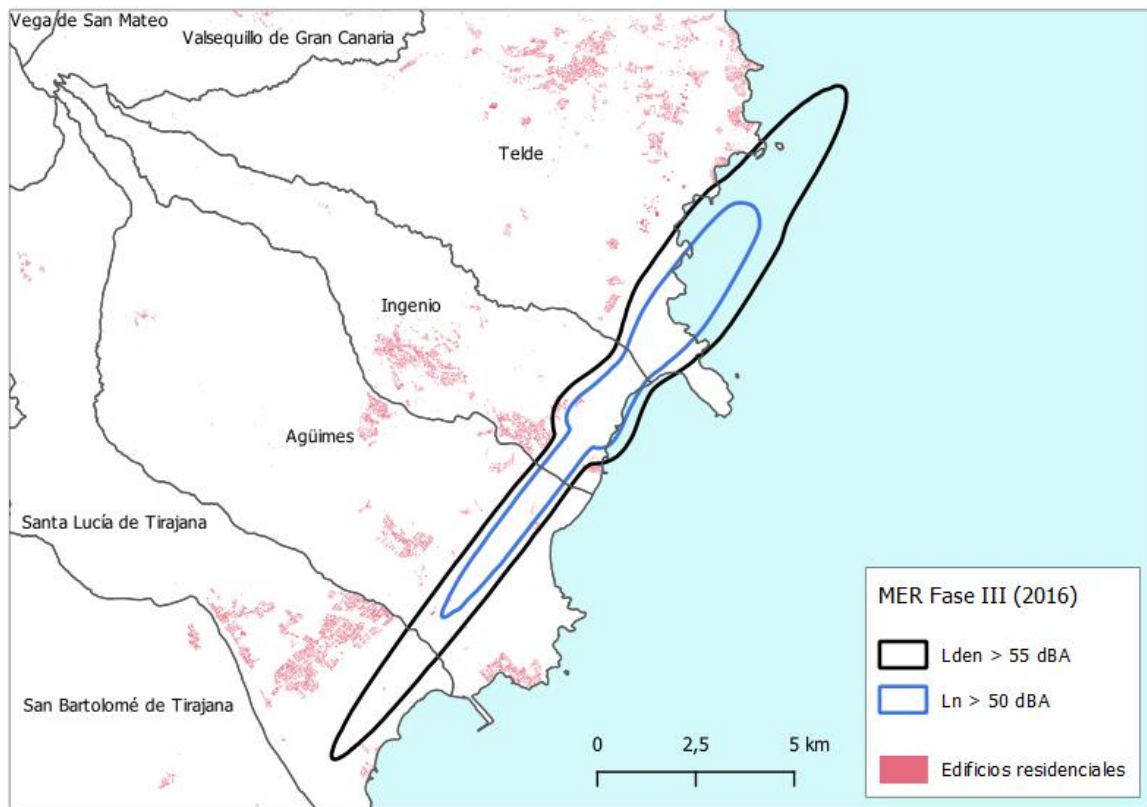 Vega de San Mateo
Valsequillo de Gran Canaria
Telde
Ingenio
Agüimes
Santa Lucía de Tirajana
San Bartolomé de Tirajana
MER Fase III (2016)
Lden > 55 dBA
Ln > 50 dBA
Edificios residenciales
0 2,5 5 km